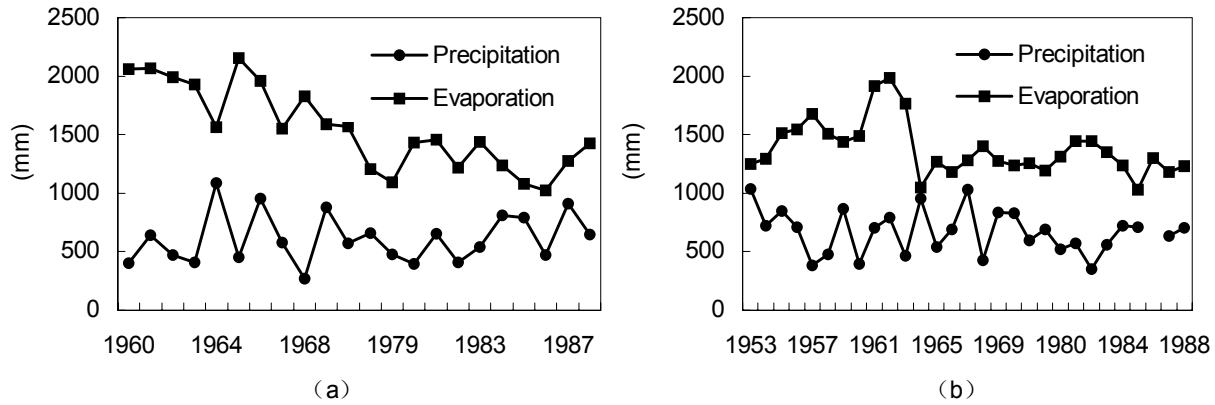 2500
2000
1500
1000
500
0
(mm)
Precipitation
Evaporation
1960 1964 1968 1979 1983 1987
（a）
2500
2000
1500
1000
500
0
(mm)
Precipitation
Evaporation
1953 1957 1961 1965 1969 1980 1984 1988
（b）